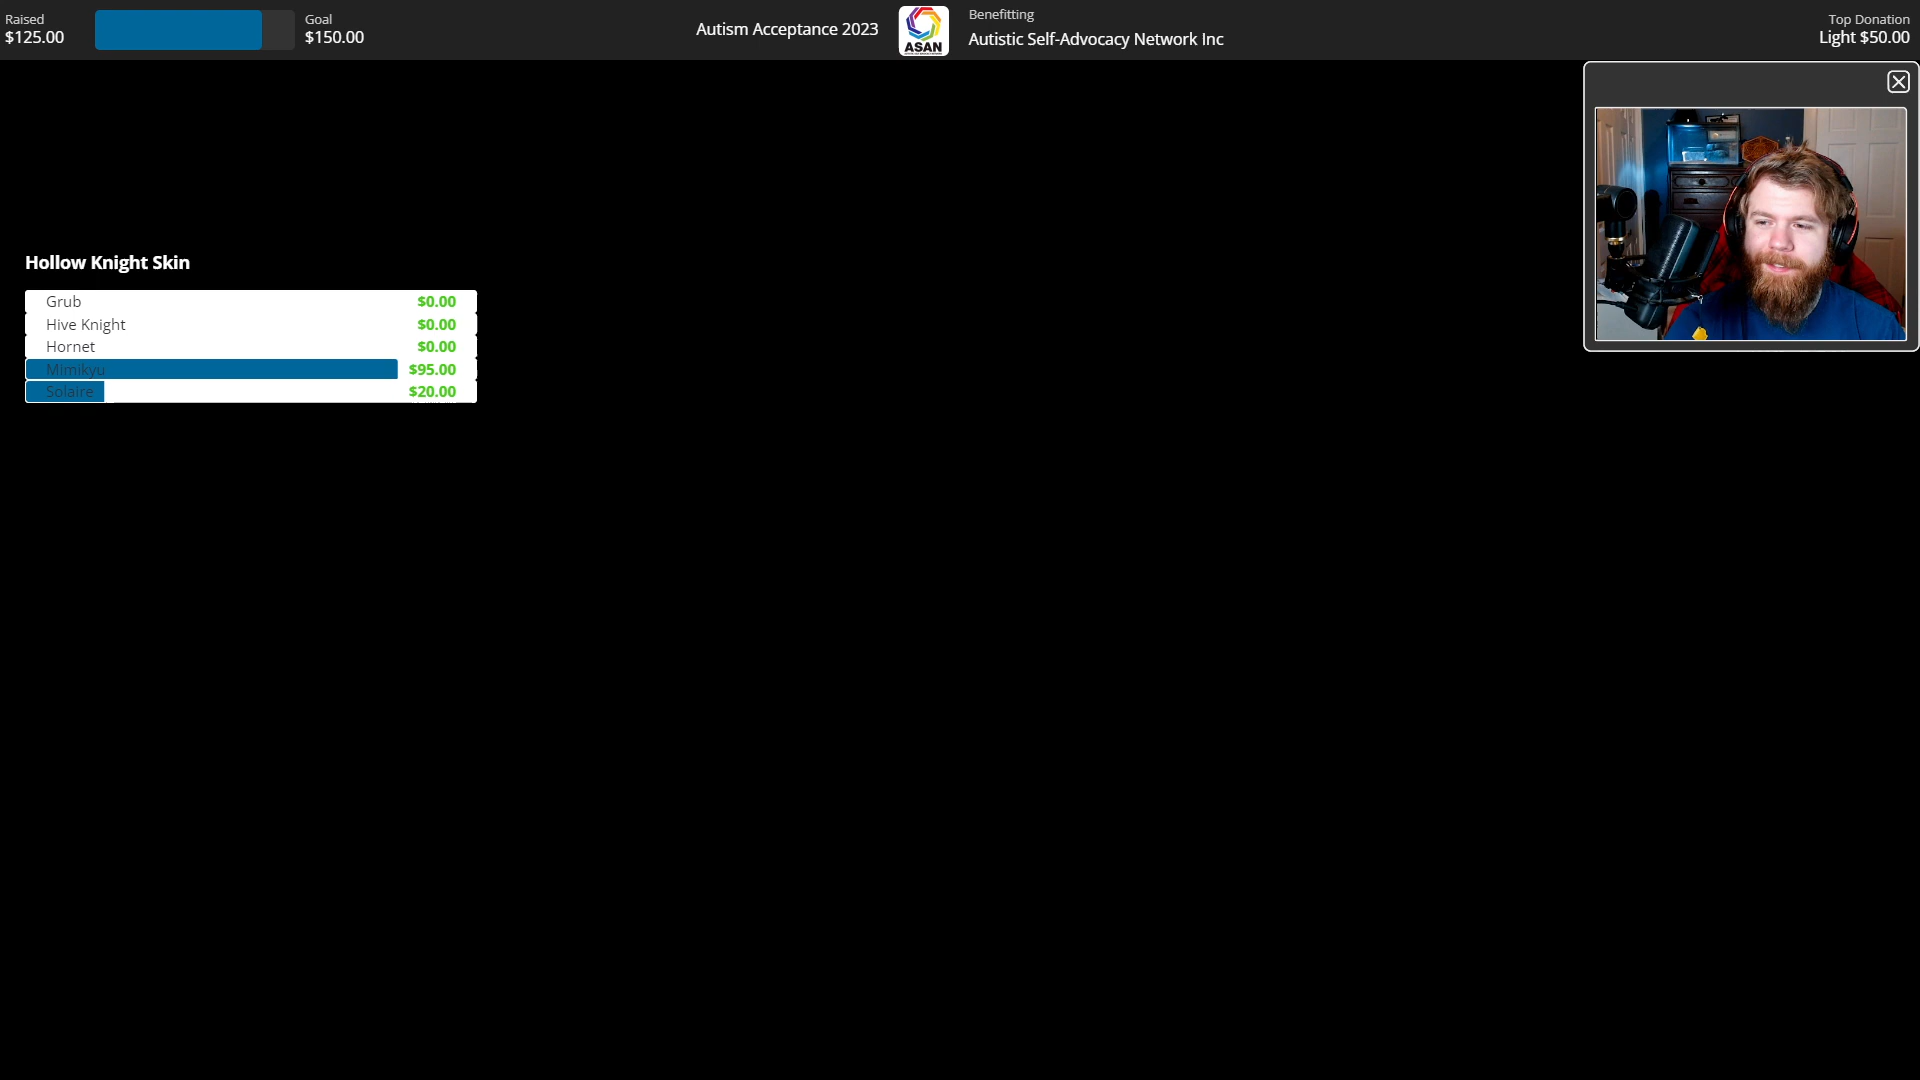 Raised
$125.00
Goal
$150.00
Autism Acceptance 2023
ASAN
Benefitting
Autistic Self-Advocacy Network Inc
Top Donation
Light $50.00
Hollow Knight Skin
Grub $0.00
Hive Knight $0.00
Hornet $0.00
Mimikyu $95.00
Solaire $20.00